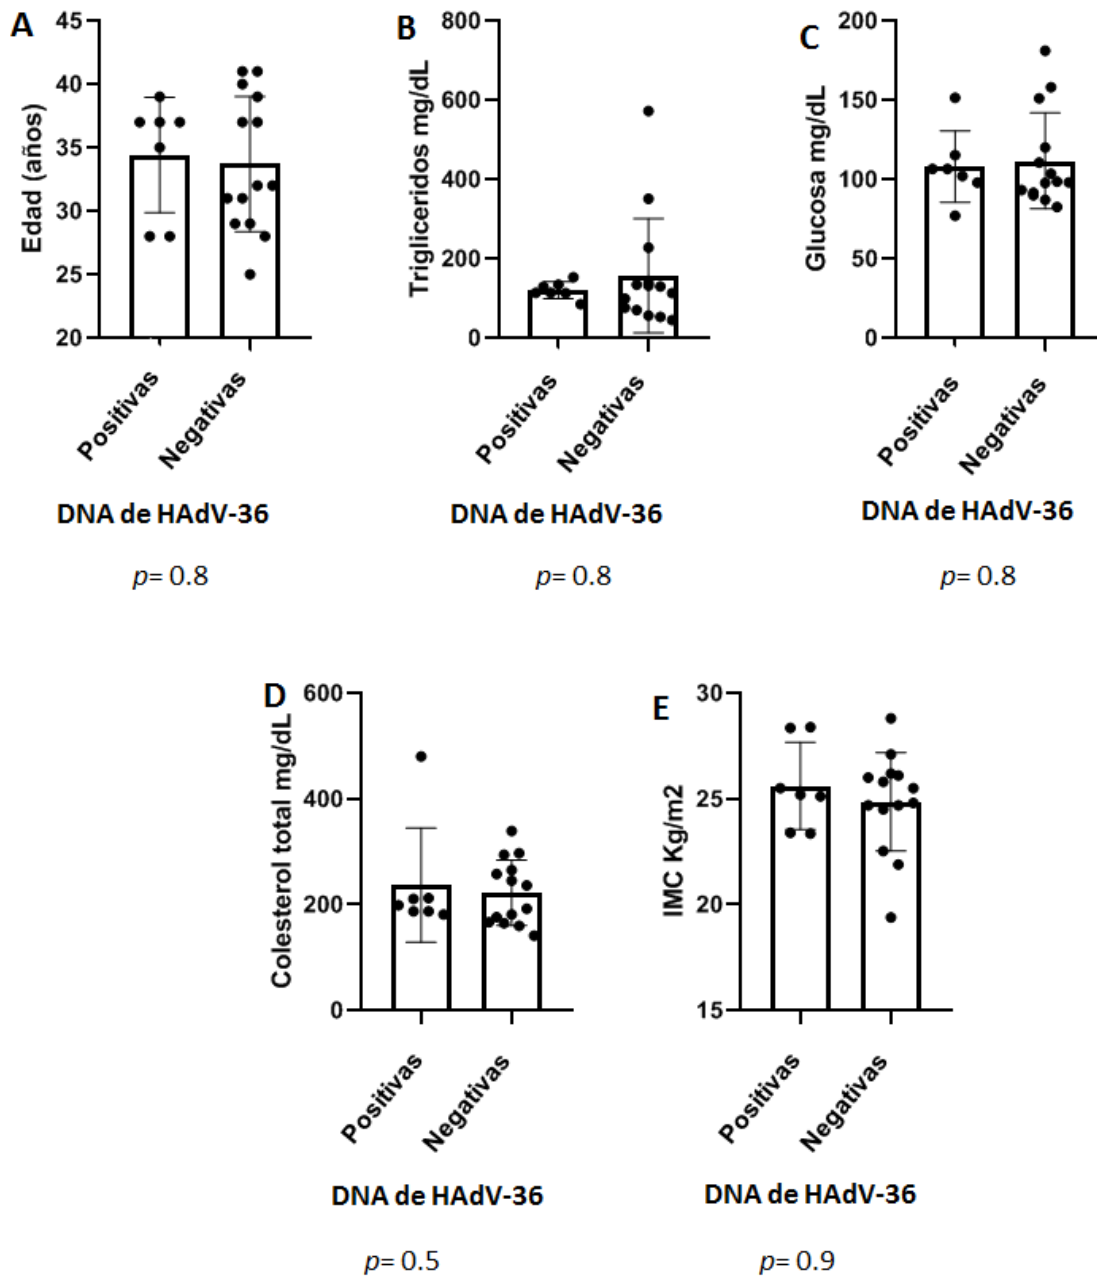 A
Edad (años)
45
40
35
30
25
20
Positivas
Negativas
DNA de HAdV-36
p= 0.8
B
Trigliceridos mg/dL
800
600
400
200
0
Positivas
Negativas
DNA de HAdV-36
p= 0.8
C
Glucosa mg/dL
200
150
100
50
0
Positivas
Negativas
DNA de HAdV-36
p= 0.8
D
Colesterol total mg/dL
600
400
200
0
Positivas
Negativas
DNA de HAdV-36
p= 0.5
E
IMC Kg/m2
30
25
20
15
Positivas
Negativas
DNA de HAdV-36
p= 0.9